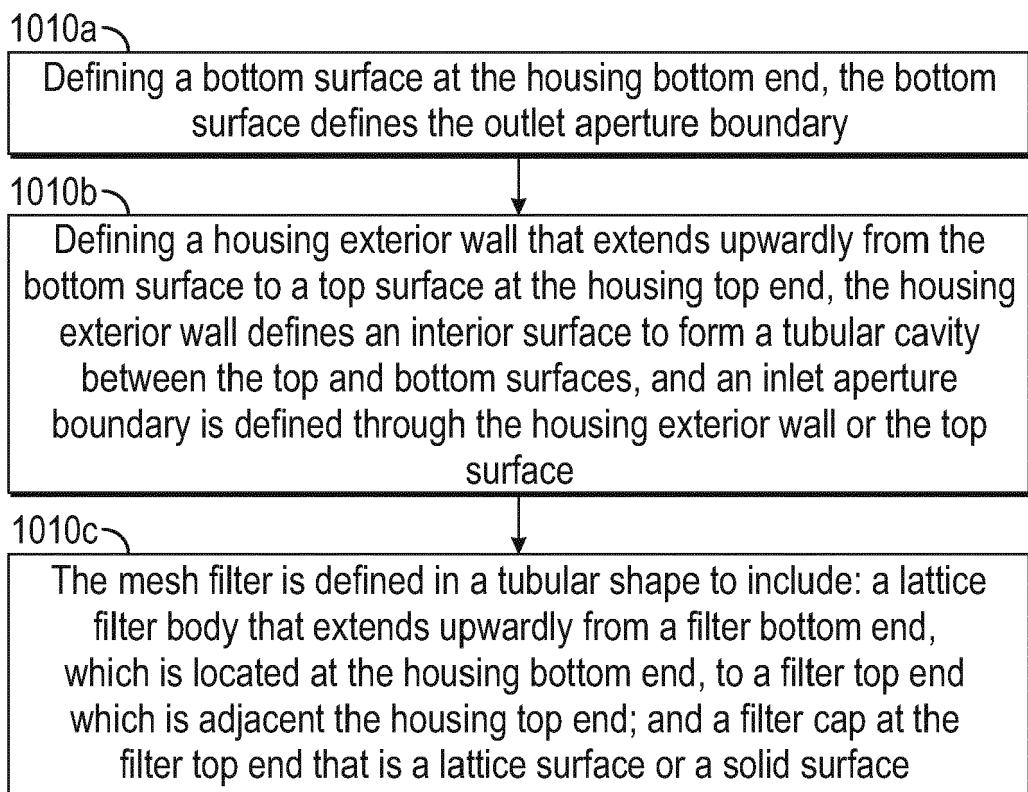 1010a
Defining a bottom surface at the housing bottom end, the bottom
surface defines the outlet aperture boundary
1010b
Defining a housing exterior wall that extends upwardly from the
bottom surface to a top surface at the housing top end, the housing
exterior wall defines an interior surface to form a tubular cavity
between the top and bottom surfaces, and an inlet aperture
boundary is defined through the housing exterior wall or the top
surface
1010c
The mesh filter is defined in a tubular shape to include: a lattice
filter body that extends upwardly from a filter bottom end,
which is located at the housing bottom end, to a filter top end
which is adjacent the housing top end; and a filter cap at the
filter top end that is a lattice surface or a solid surface